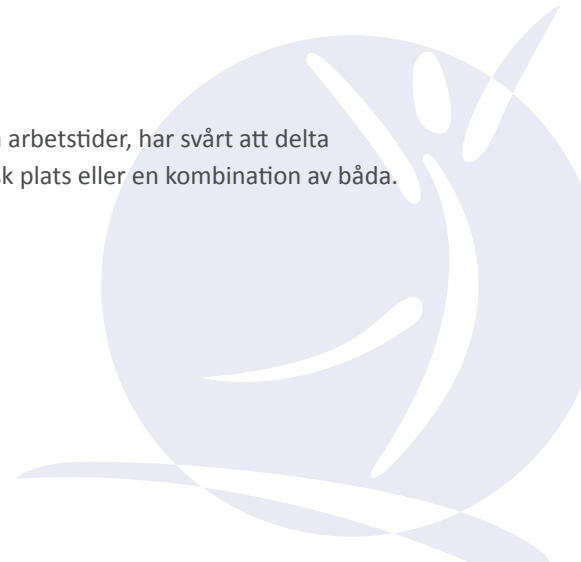 arbetstider, har svårt att delta
plats eller en kombination av båda.